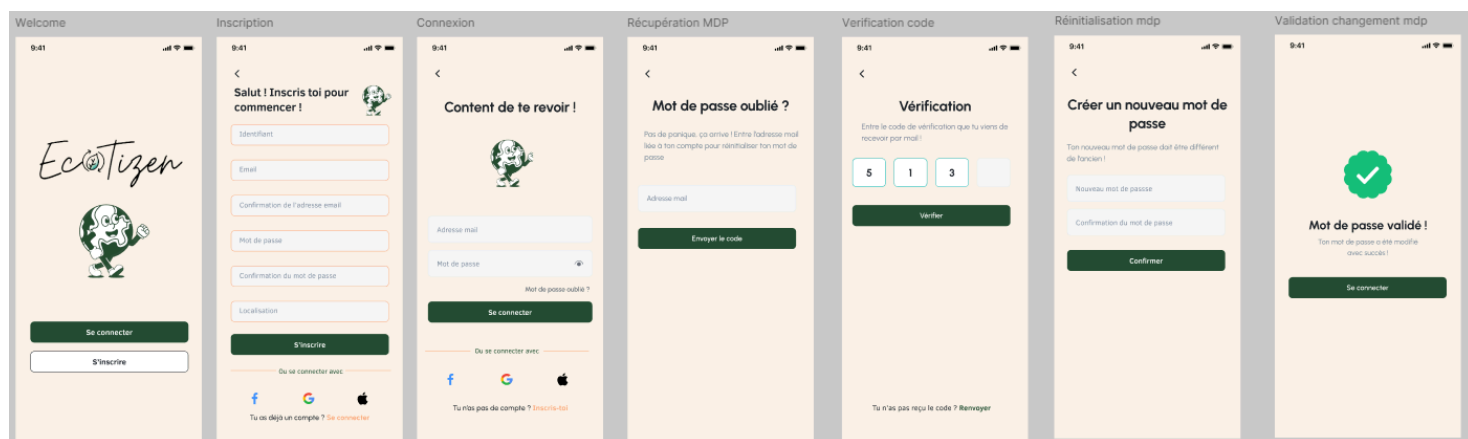 Welcome
9:41
EcoTizen
Se connecter
S'inscrire
Inscription
9:41
Salut ! Inscris toi pour
commencer !
Identifiant
Email
Confirmation de l'adresse email
Mot de passe
Confirmation du mot de passe
Localisation
S'inscrire
Ou se connecter avec
Tu as déjà un compte ? Se connecter
Connexion
9:41
Content de te revoir !
Adresse mail
Mot de passe
Mot de passe oublié ?
Se connecter
Ou se connecter avec
Tu n'as pas de compte ? Inscris-toi
Récupération MDP
9:41
Mot de passe oublié ?
Pas de panique, ça arrive ! Entre l'adresse mail
liée à ton compte pour réinitialiser ton mot de
passe
Adresse mail
Envoyer le code
Verification code
9:41
Vérification
Entre le code de vérification que tu viens de
recevoir par mail !
5 1 3
Vérifier
Tu n'as pas reçu le code ? Renvoyer
Réinitialisation mdp
9:41
Créer un nouveau mot de
passe
Ton nouveau mot de passe doit être différent
de l'ancien !
Nouveau mot de passse
Confirmation du mot de passe
Confirmer
Validation changement mdp
9:41
Mot de passe validé !
Ton mot de passe a été modifié
avec succès !
Se connecter